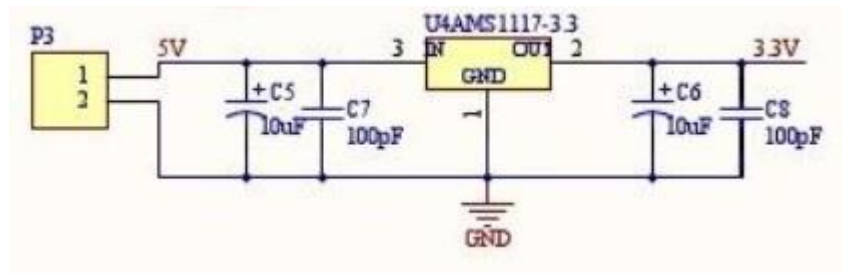 P3
1
2
5V
U4AMS1117-3.3
3
IN
OUT
2
GND
1
3.3V
+
C5
10uF
C7
100pF
+
C6
10uF
C8
100pF
GND